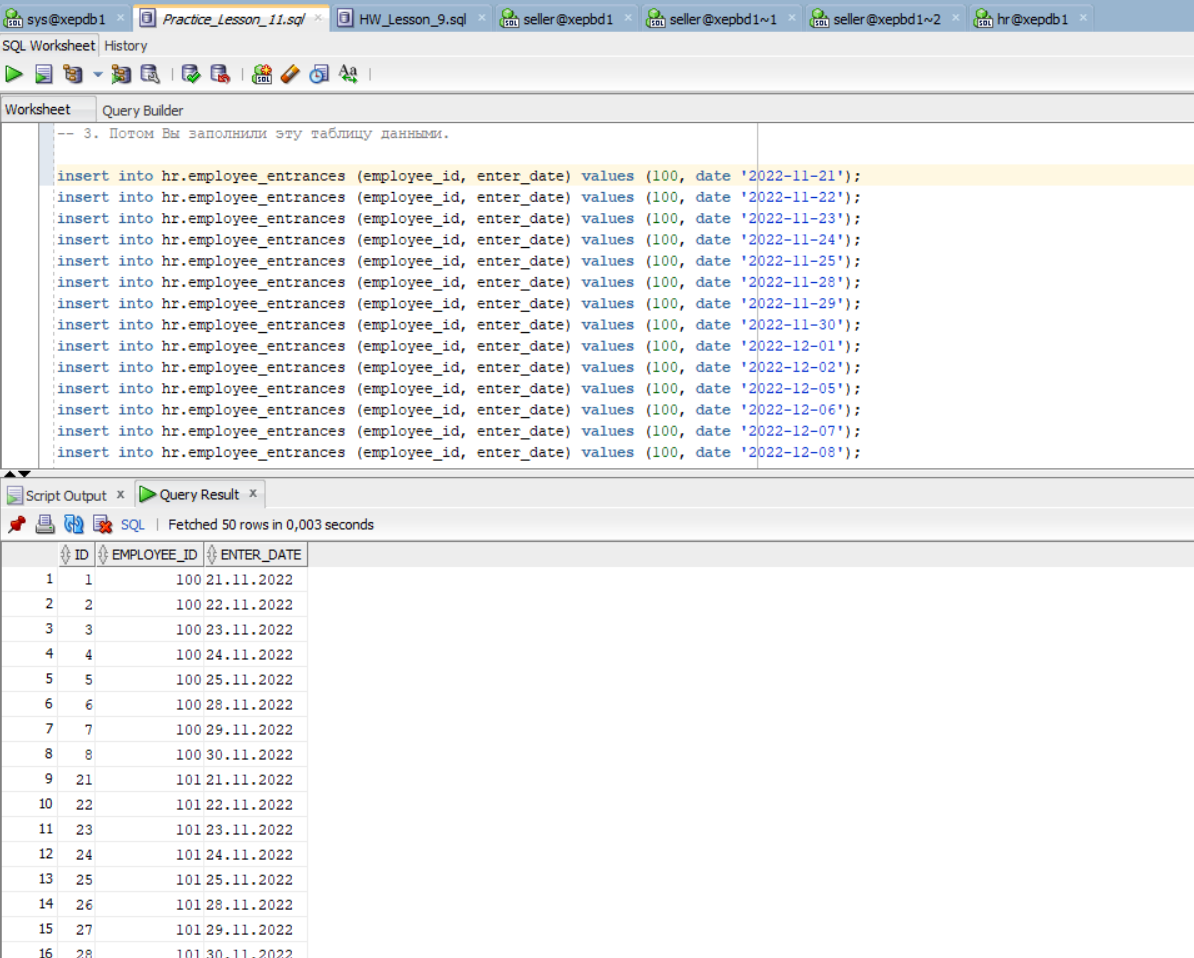 sys@xepdb1 Practice_Lesson_11.sql HW_Lesson_9.sql seller@xepbd1 seller@xepbd1~1 seller@xepbd1~2 hr@xepdb1
SQL Worksheet History
Worksheet Query Builder
-- 3. Потом Вы заполнили эту таблицу данными.
insert into hr.employee_entrances (employee_id, enter_date) values (100, date '2022-11-21');
insert into hr.employee_entrances (employee_id, enter_date) values (100, date '2022-11-22');
insert into hr.employee_entrances (employee_id, enter_date) values (100, date '2022-11-23');
insert into hr.employee_entrances (employee_id, enter_date) values (100, date '2022-11-24');
insert into hr.employee_entrances (employee_id, enter_date) values (100, date '2022-11-25');
insert into hr.employee_entrances (employee_id, enter_date) values (100, date '2022-11-28');
insert into hr.employee_entrances (employee_id, enter_date) values (100, date '2022-11-29');
insert into hr.employee_entrances (employee_id, enter_date) values (100, date '2022-11-30');
insert into hr.employee_entrances (employee_id, enter_date) values (100, date '2022-12-01');
insert into hr.employee_entrances (employee_id, enter_date) values (100, date '2022-12-02');
insert into hr.employee_entrances (employee_id, enter_date) values (100, date '2022-12-05');
insert into hr.employee_entrances (employee_id, enter_date) values (100, date '2022-12-06');
insert into hr.employee_entrances (employee_id, enter_date) values (100, date '2022-12-07');
insert into hr.employee_entrances (employee_id, enter_date) values (100, date '2022-12-08');
Script Output x Query Result x
SQL | Fetched 50 rows in 0,003 seconds
ID EMPLOYEE_ID ENTER_DATE
1 1 100 21.11.2022
2 2 100 22.11.2022
3 3 100 23.11.2022
4 4 100 24.11.2022
5 5 100 25.11.2022
6 6 100 28.11.2022
7 7 100 29.11.2022
8 8 100 30.11.2022
9 21 101 21.11.2022
10 22 101 22.11.2022
11 23 101 23.11.2022
12 24 101 24.11.2022
13 25 101 25.11.2022
14 26 101 28.11.2022
15 27 101 29.11.2022
16 28 101 30.11.2022